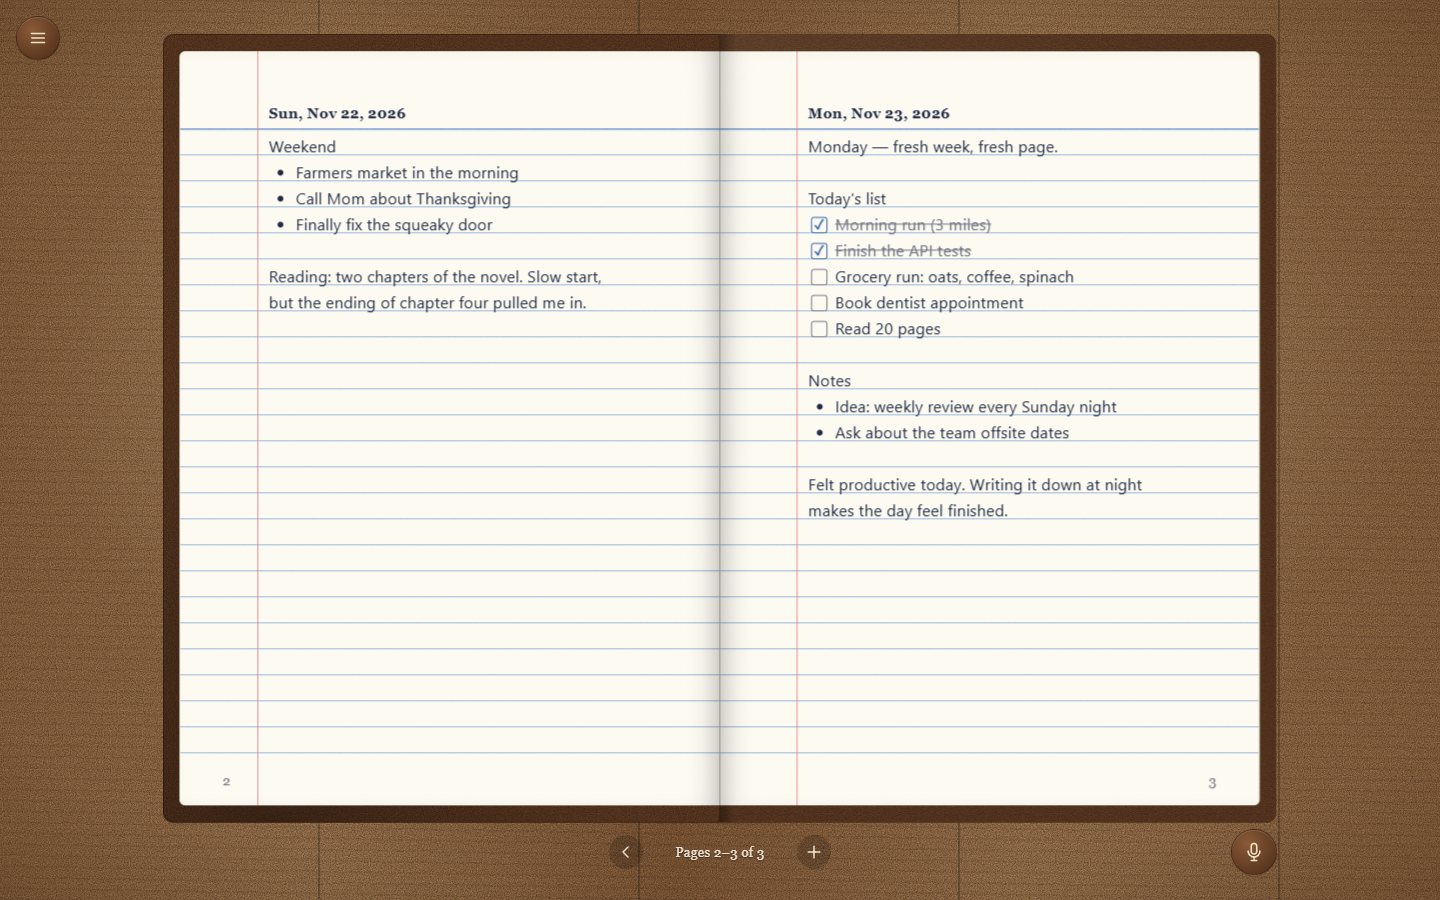 Sun, Nov 22, 2026
Weekend
• Farmers market in the morning
• Call Mom about Thanksgiving
• Finally fix the squeaky door
Reading: two chapters of the novel. Slow start,
but the ending of chapter four pulled me in.
2
Mon, Nov 23, 2026
Monday — fresh week, fresh page.
Today's list
Morning run (3 miles)
Finish the API tests
Grocery run: oats, coffee, spinach
Book dentist appointment
Read 20 pages
Notes
• Idea: weekly review every Sunday night
• Ask about the team offsite dates
Felt productive today. Writing it down at night
makes the day feel finished.
3
Pages 2–3 of 3